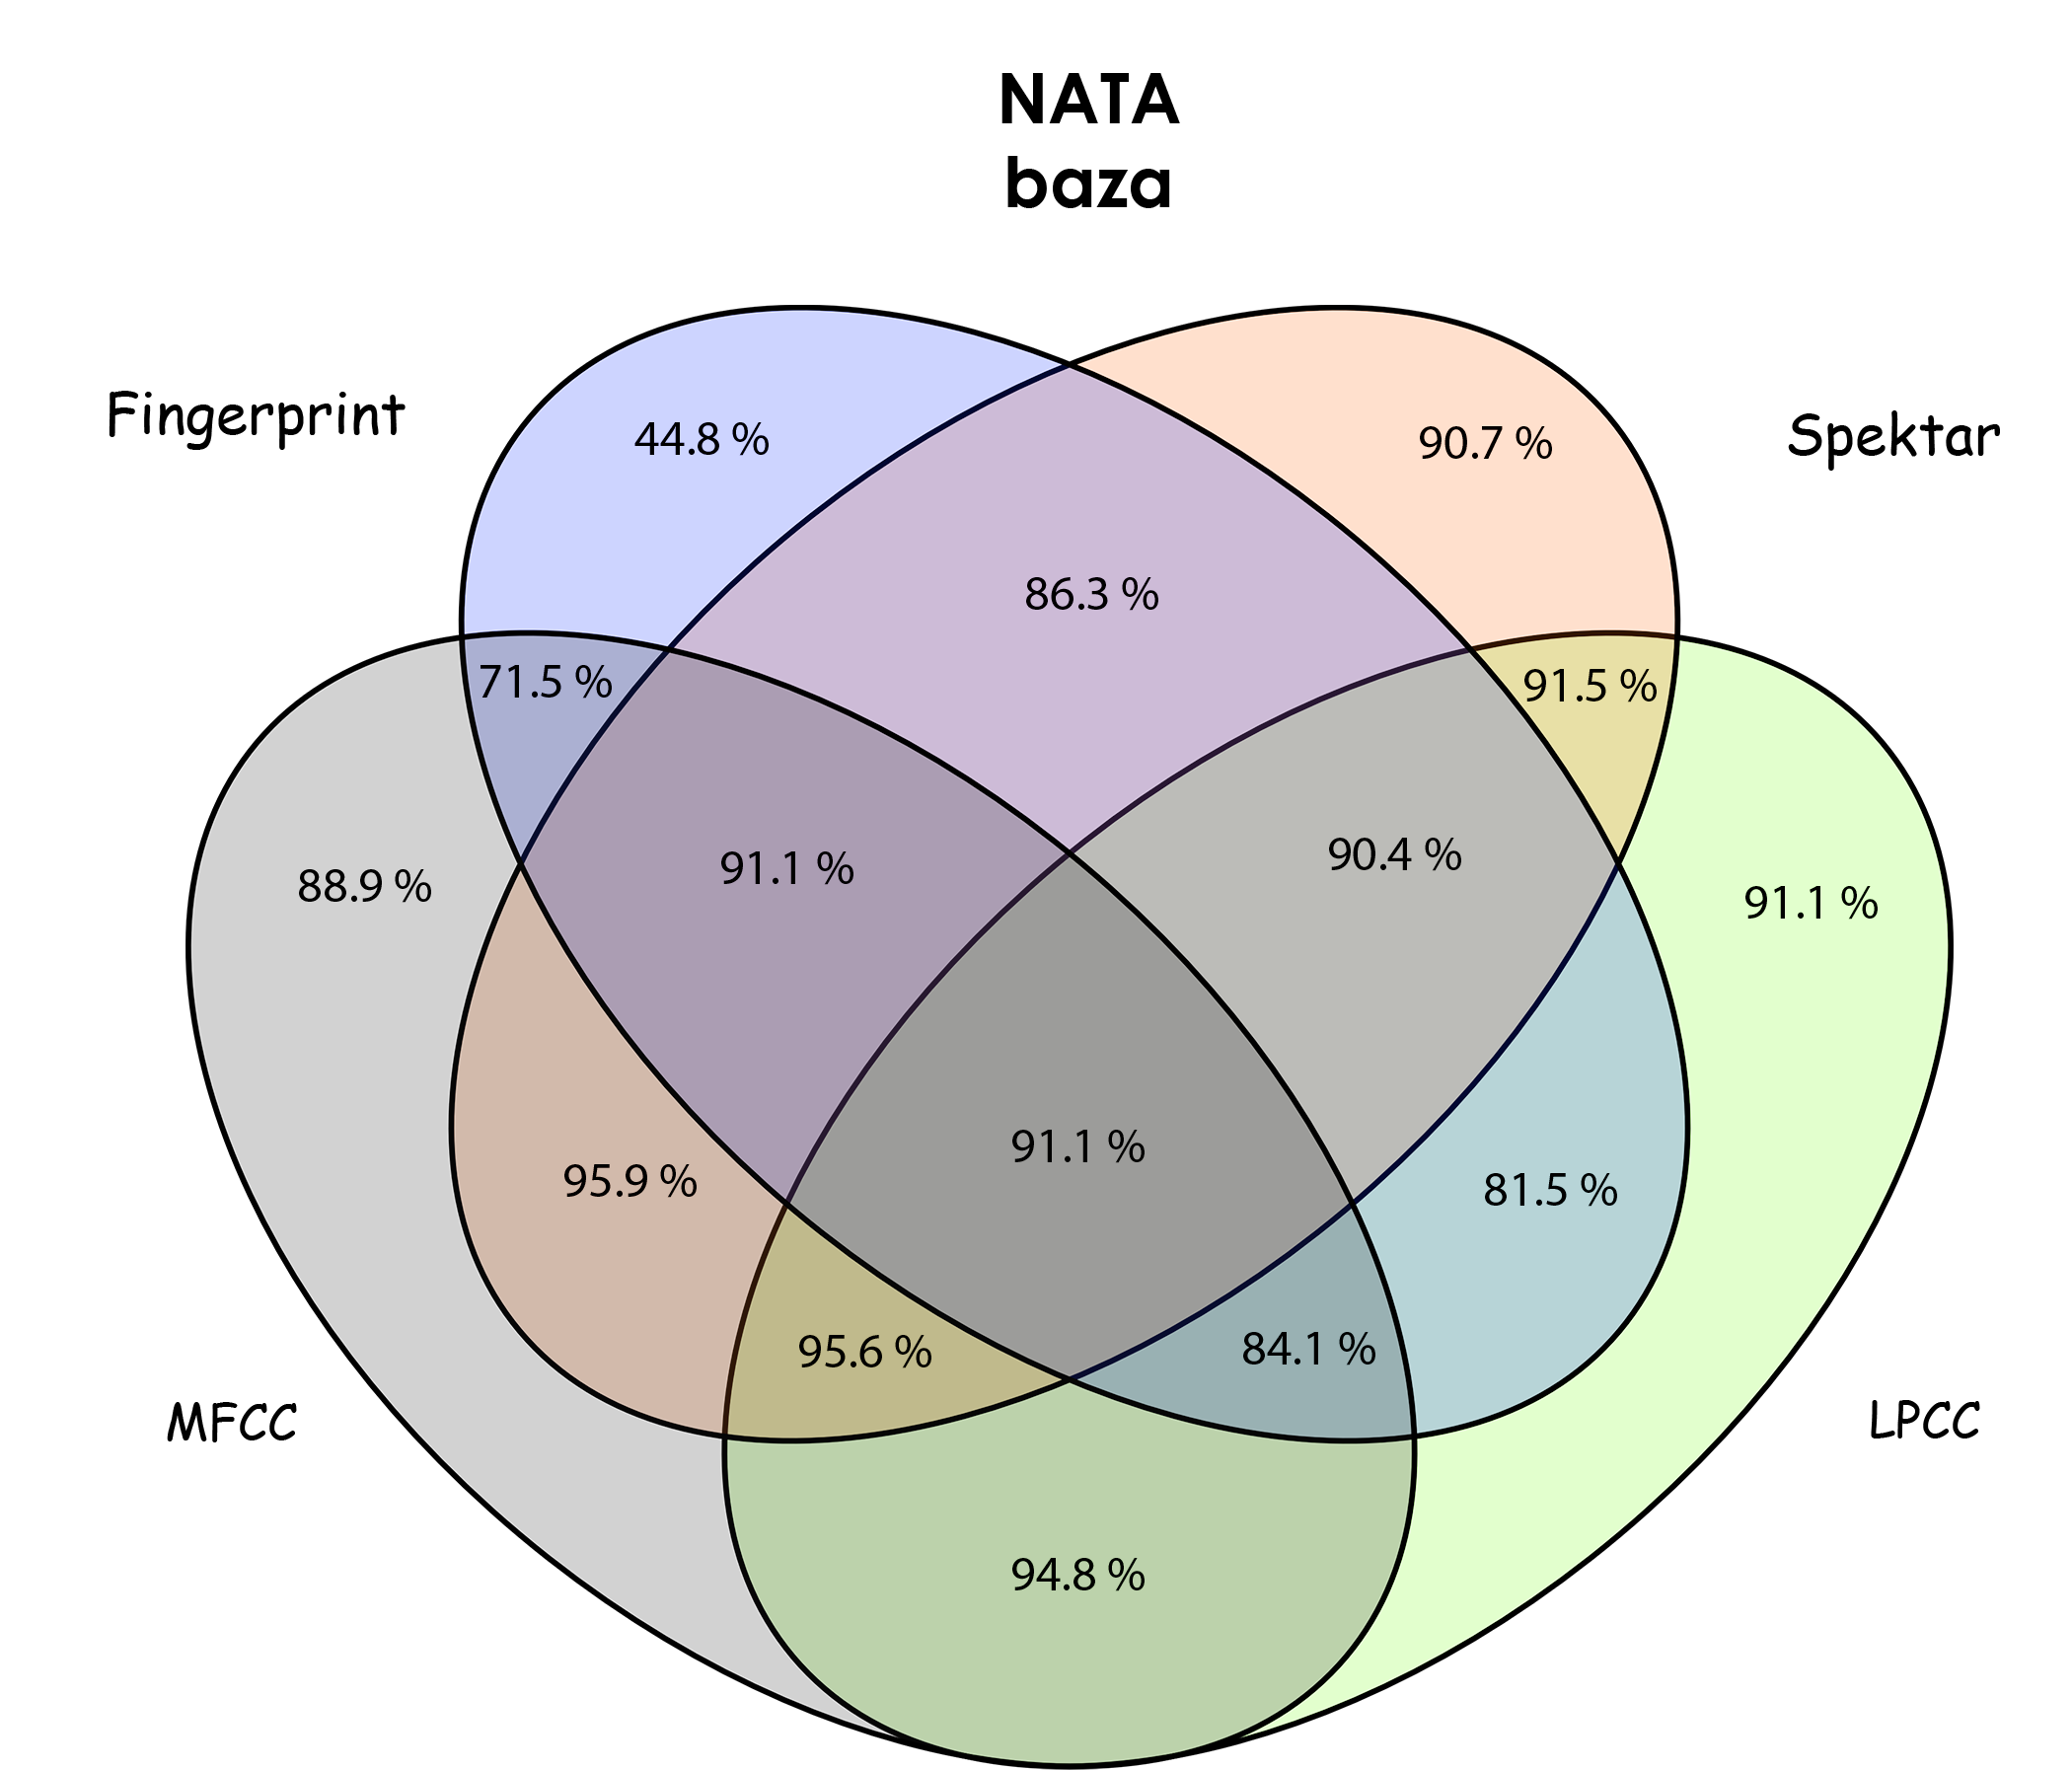 NATA
baza
Fingerprint
Spektar
44.8 %
90.7 %
86.3 %
71.5 %
91.5 %
88.9 %
91.1 %
90.4 %
91.1 %
91.1 %
95.9 %
81.5 %
95.6 %
84.1 %
MFCC
LPCC
94.8 %